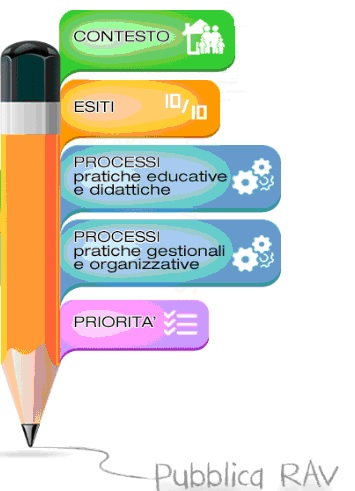 CONTESTO
ESITI
10/10
PROCESSI
pratiche educative
e didattiche
PROCESSI
pratiche gestionali
e organizzative
PRIORITA'
Pubblica RAV